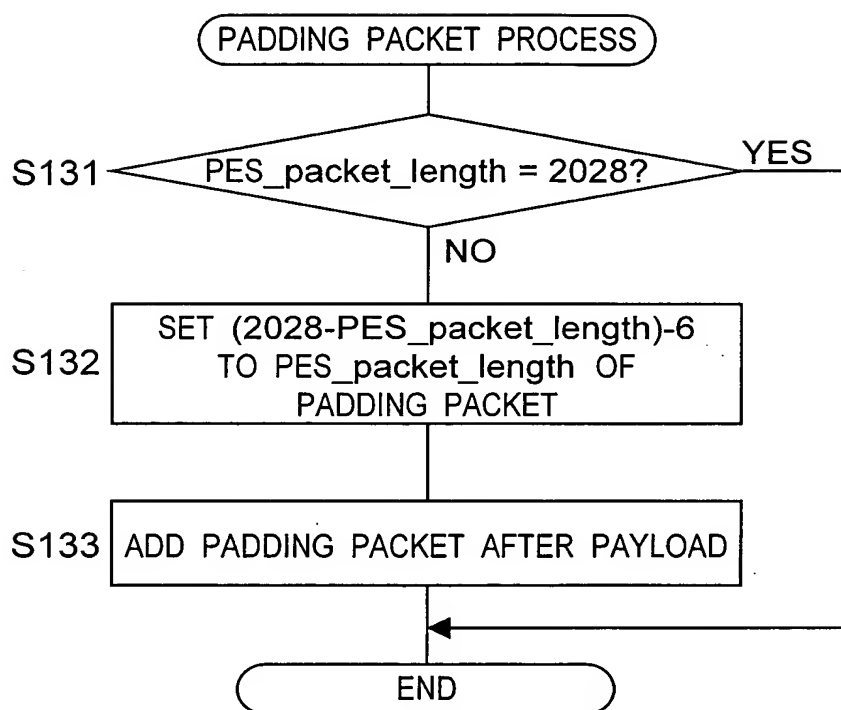 PADDING PACKET PROCESS
S131
PES_packet_length = 2028?
YES
NO
S132
SET (2028-PES_packet_length)-6
TO PES_packet_length OF
PADDING PACKET
S133
ADD PADDING PACKET AFTER PAYLOAD
END